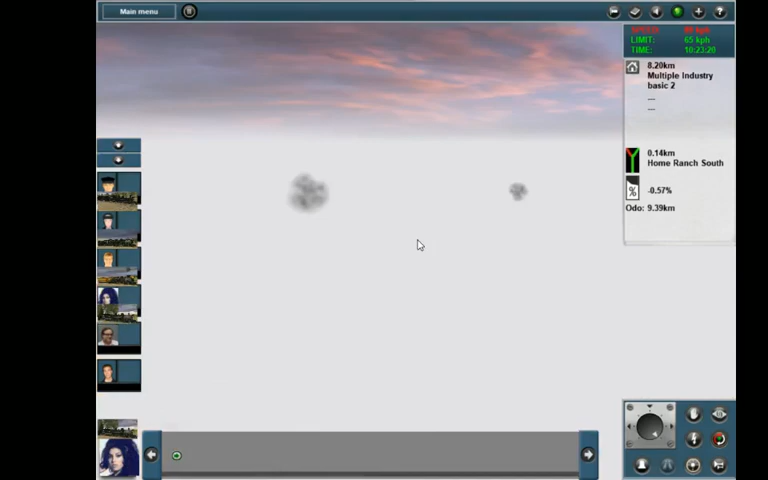 Main menu
SPEED: 
LIMIT: 65 kph
TIME: 10:23:20
8.20km
Multiple Industry
basic 2
---
---
0.14km
Home Ranch South
% -0.57%
Odo: 9.39km